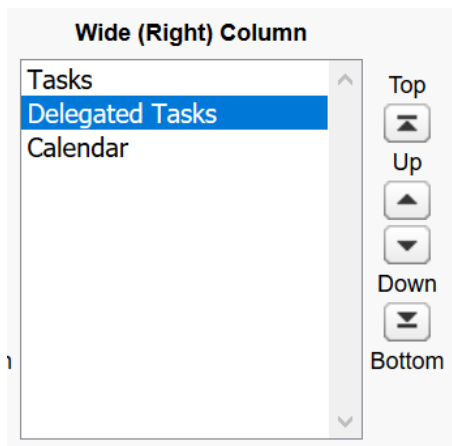 Wide (Right) Column
Tasks
Delegated Tasks
Calendar
Top
Up
Down
Bottom